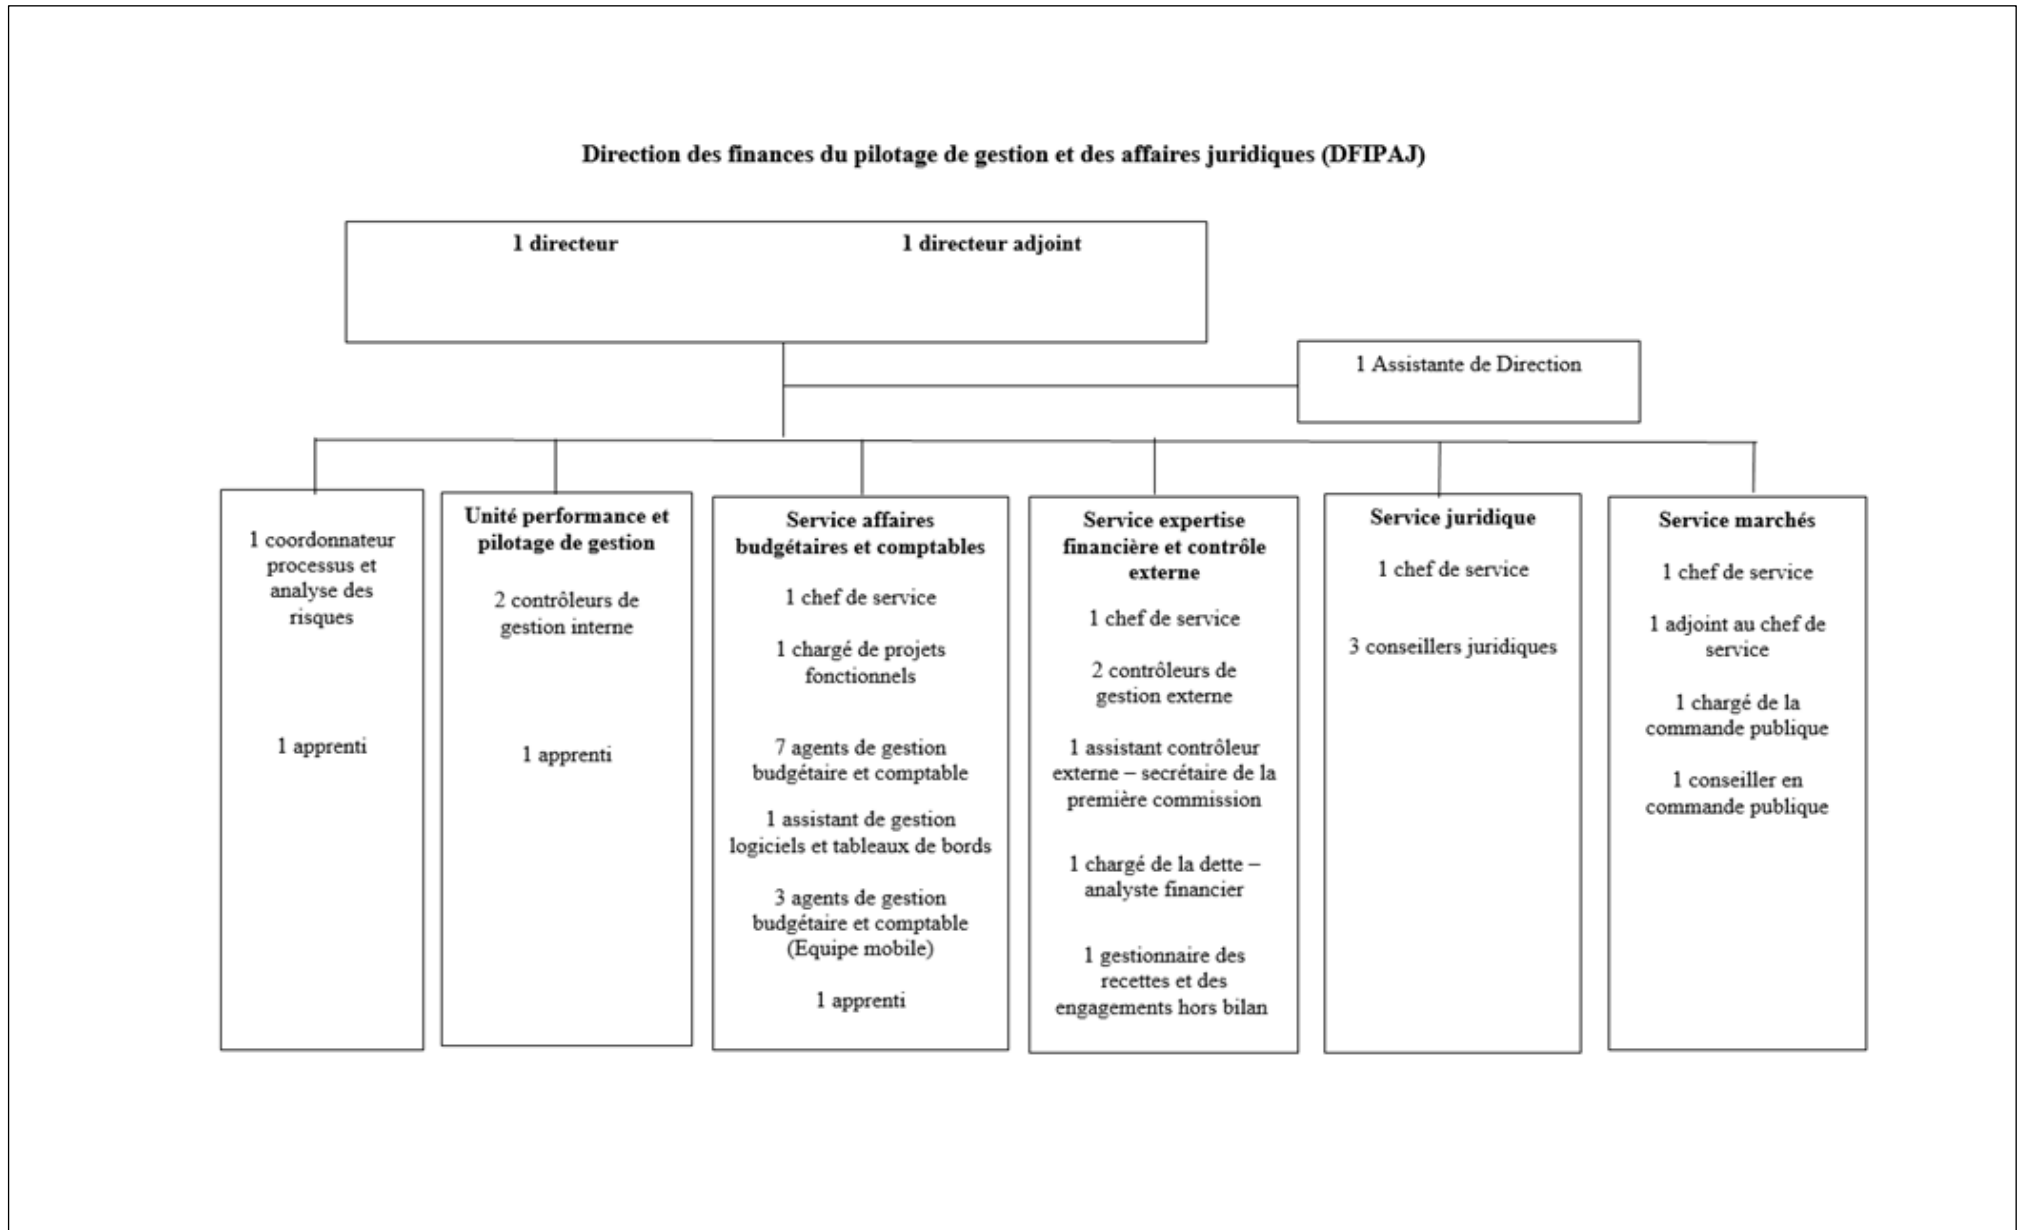 Direction des finances du pilotage de gestion et des affaires juridiques (DFIPAJ)
1 directeur
1 directeur adjoint
1 Assistante de Direction
1 coordonnateur
processus et
analyse des
risques
1 apprenti
Unité performance et
pilotage de gestion
2 contrôleurs de
gestion interne
1 apprenti
Service affaires
budgétaires et comptables
1 chef de service
1 chargé de projets
fonctionnels
7 agents de gestion
budgétaire et comptable
1 assistant de gestion
logiciels et tableaux de bords
3 agents de gestion
budgétaire et comptable
(Equipe mobile)
1 apprenti
Service expertise
financière et contrôle
externe
1 chef de service
2 contrôleurs de
gestion externe
1 assistant contrôleur
externe – secrétaire de la
première commission
1 chargé de la dette –
analyste financier
1 gestionnaire des
recettes et des
engagements hors bilan
Service juridique
1 chef de service
3 conseillers juridiques
Service marchés
1 chef de service
1 adjoint au chef de
service
1 chargé de la
commande publique
1 conseiller en
commande publique